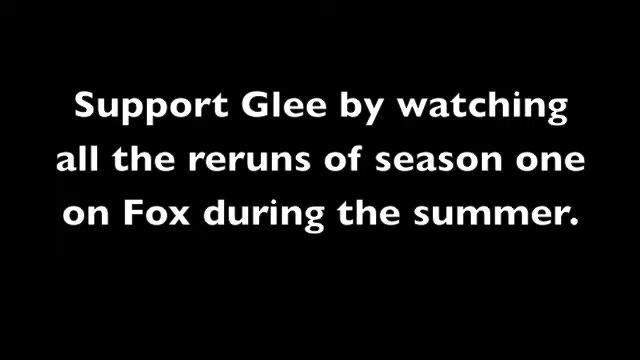 Support Glee by watching
all the reruns of season one
on Fox during the summer.